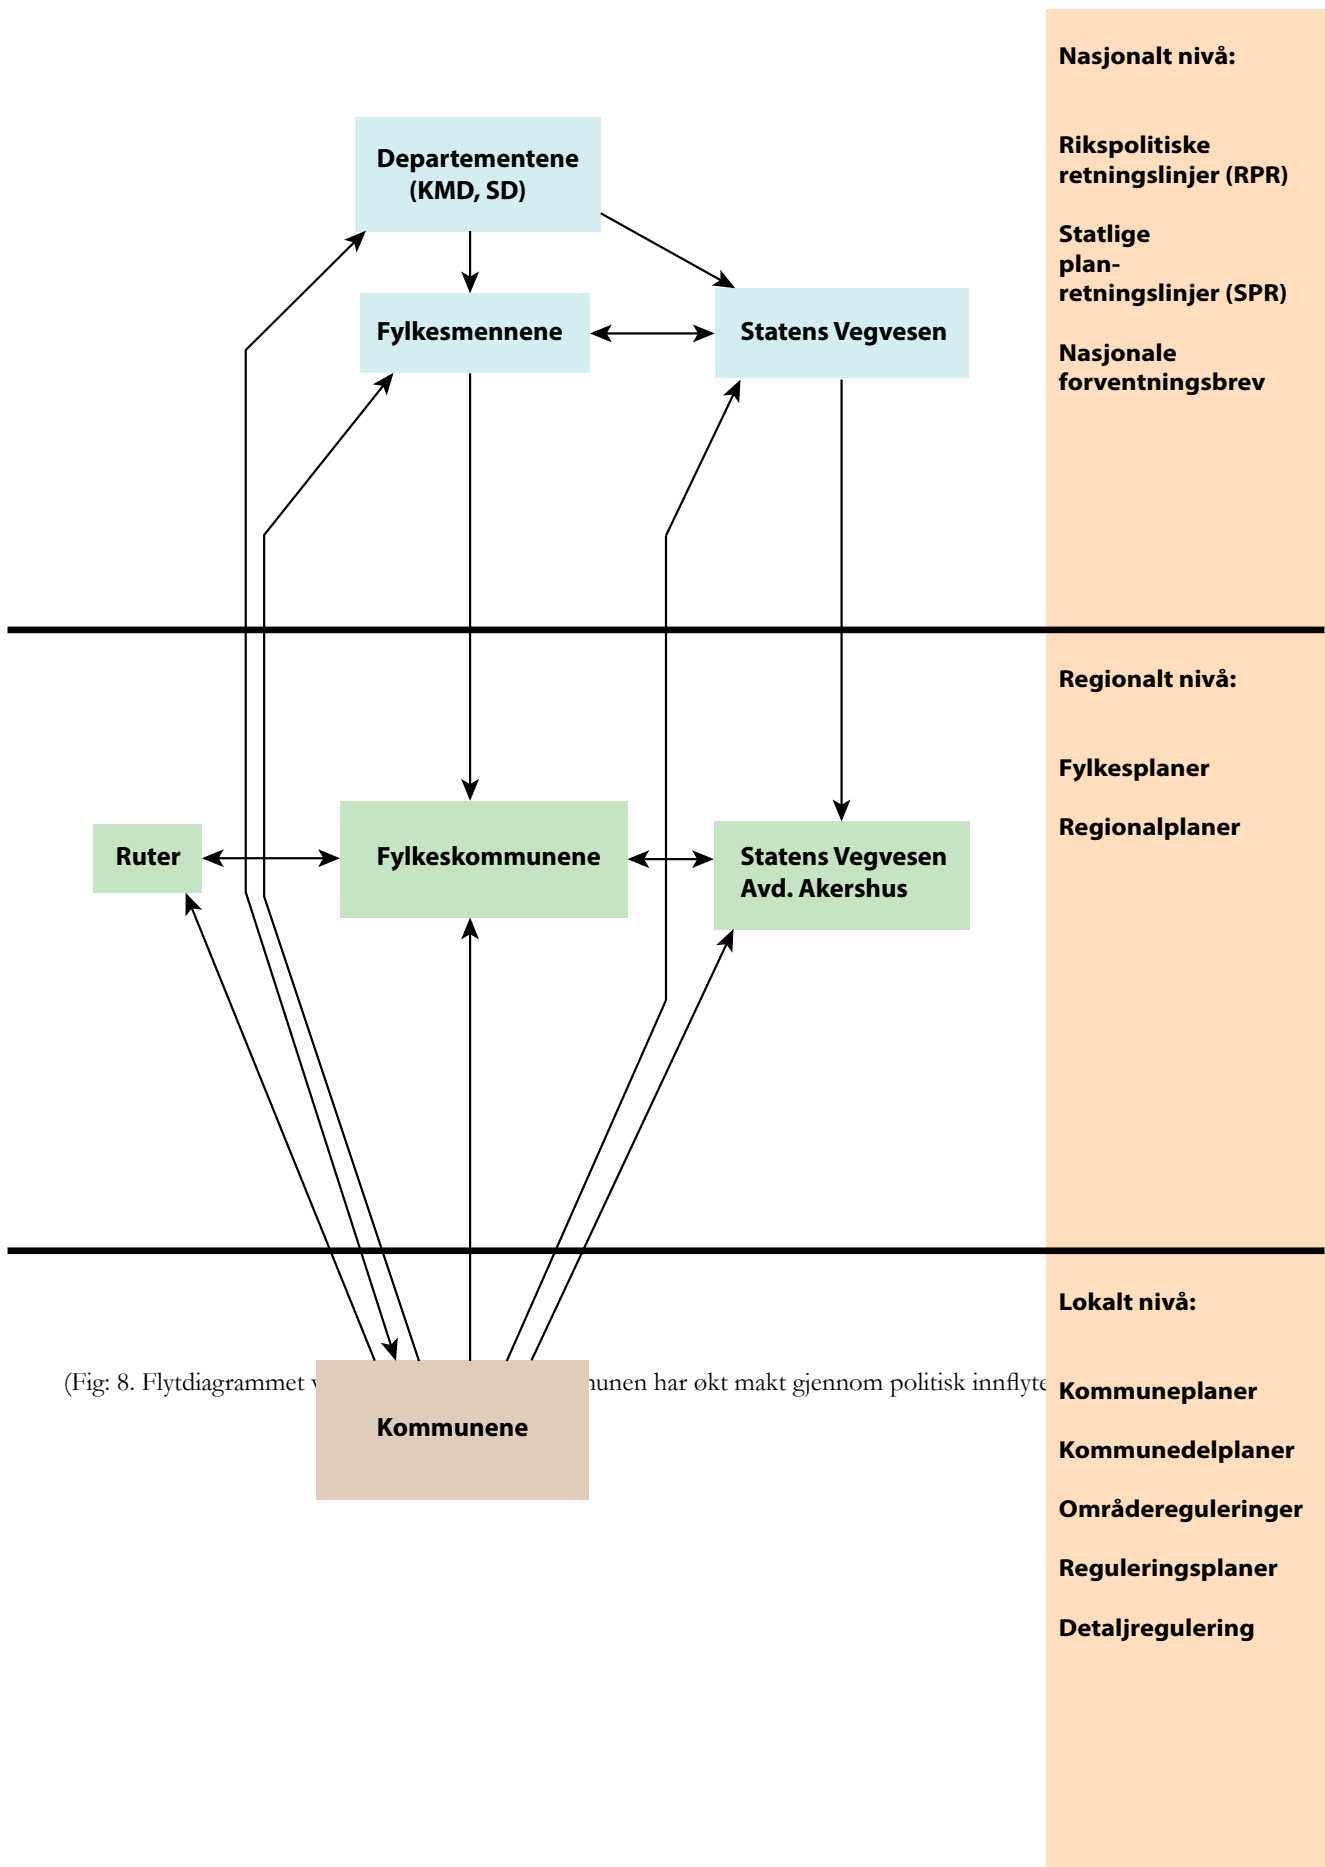 Nasjonalt nivå:
Rikspolitiske
retningslinjer (RPR)
Statlige
plan-
retningslinjer (SPR)
Nasjonale
forventningsbrev
Departementene
(KMD, SD)
Fylkesmennene
Statens Vegvesen
Regionalt nivå:
Fylkesplaner
Regionalplaner
Ruter
Fylkeskommunene
Statens Vegvesen
Avd. Akershus
Lokalt nivå:
Kommuneplaner
Kommunedelplaner
Områdereguleringer
Reguleringsplaner
Detaljregulering
(Fig: 8. Flytdiagrammet har økt makt gjennom politisk
Kommunene